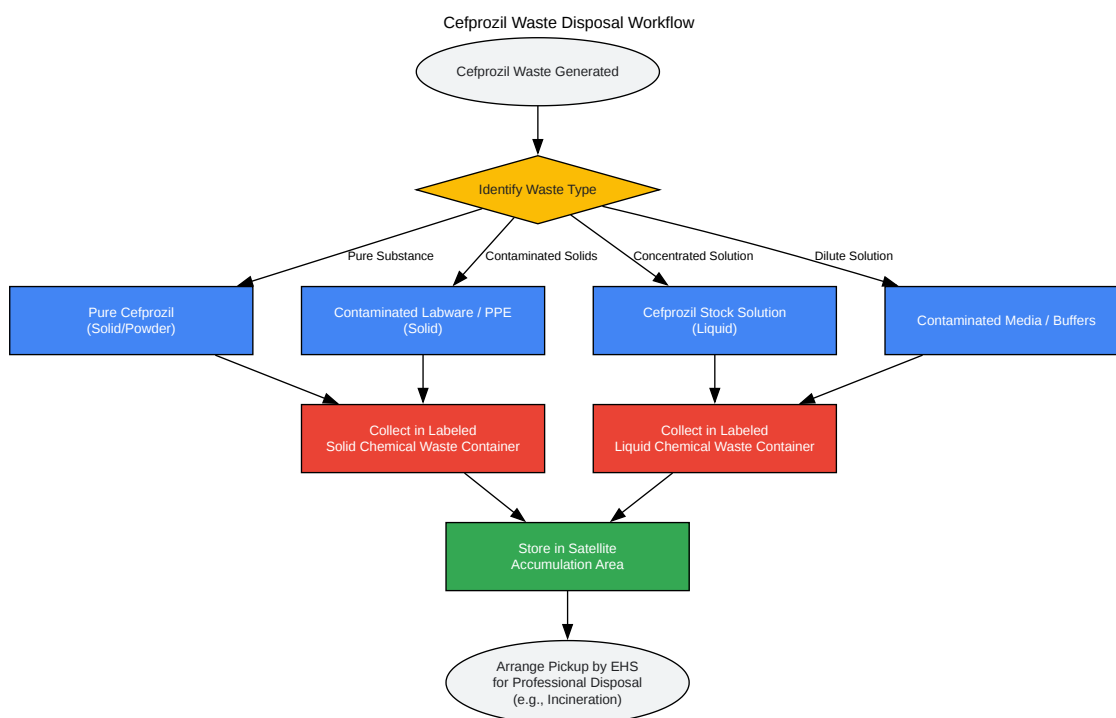 Cefprozil Waste Disposal Workflow
Cefprozil Waste Generated
Identify Waste Type
Pure Substance
Contaminated Solids
Concentrated Solution
Dilute Solution
Pure Cefprozil
(Solid/Powder)
Contaminated Labware / PPE
(Solid)
Cefprozil Stock Solution
(Liquid)
Contaminated Media / Buffers
Collect in Labeled
Solid Chemical Waste Container
Collect in Labeled
Liquid Chemical Waste Container
Store in Satellite
Accumulation Area
Arrange Pickup by EHS
for Professional Disposal
(e.g., Incineration)